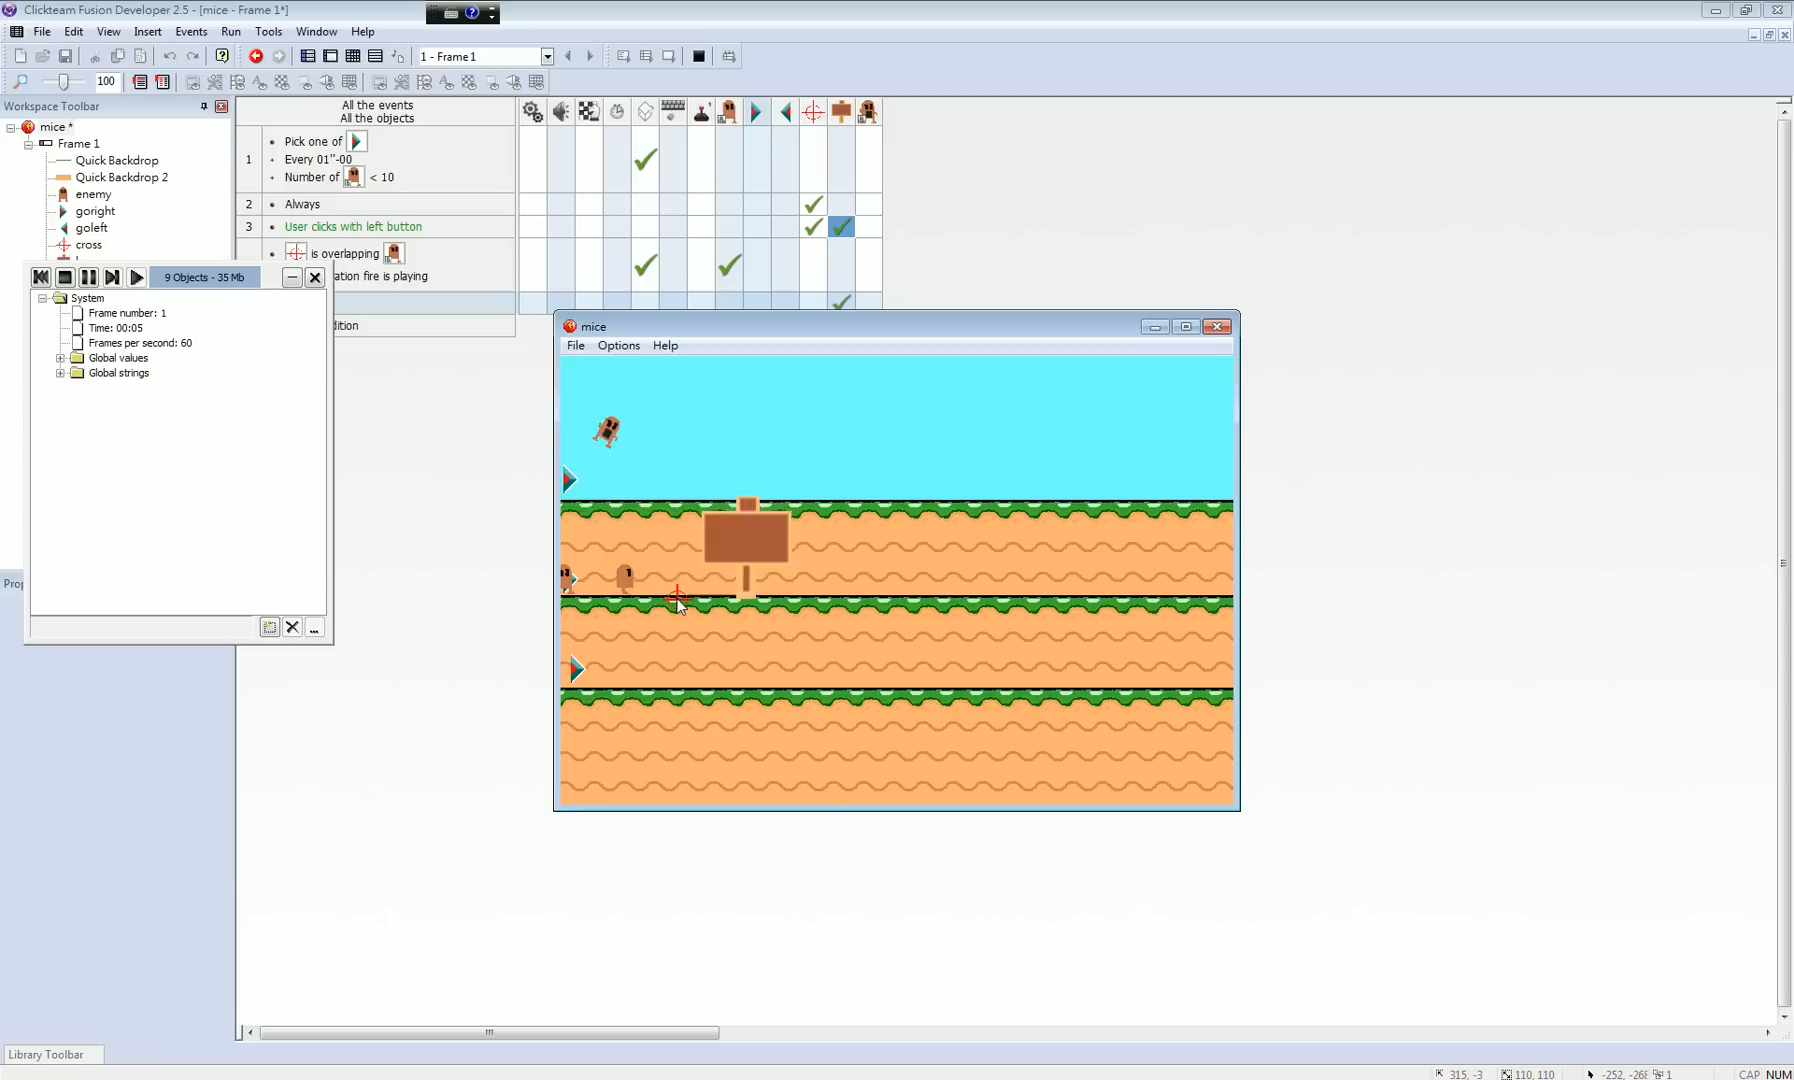 Clickteam Fusion Developer 2.5 - [mice - Frame 1*]
File Edit View Insert Events Run Tools Window Help
1 - Frame 1
100
Workspace Toolbar
mice *
Frame 1
Quick Backdrop
Quick Backdrop 2
enemy
goright
goleft
cross
All the events
All the objects
1
Pick one of
Every 01"-00
Number of < 10
2 Always
3 User clicks with left button
is overlapping
ation fire is playing
dition
9 Objects - 35 Mb
System
Frame number: 1
Time: 00:05
Frames per second: 60
Global values
Global strings
...
mice
File Options Help
Prop
Library Toolbar
315, -3 110, 110 -252, -268 1 CAP NUM